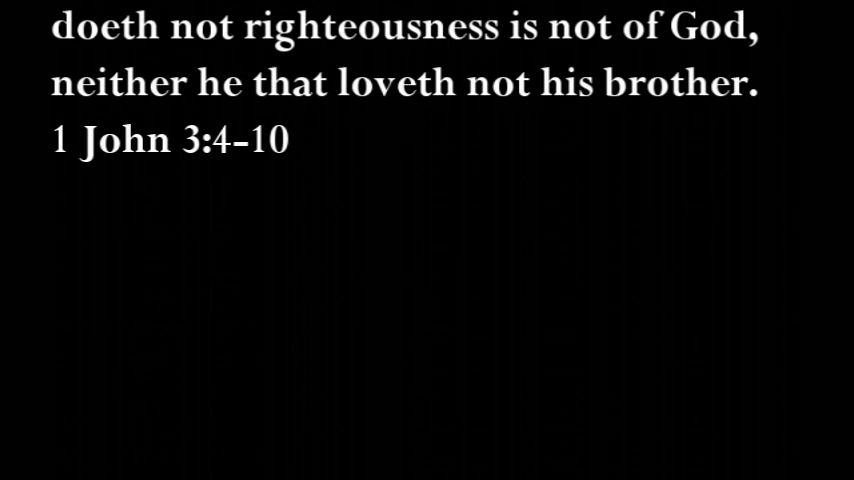 doeth not righteousness is not of God,
neither he that loveth not his brother.
1 John 3:4-10